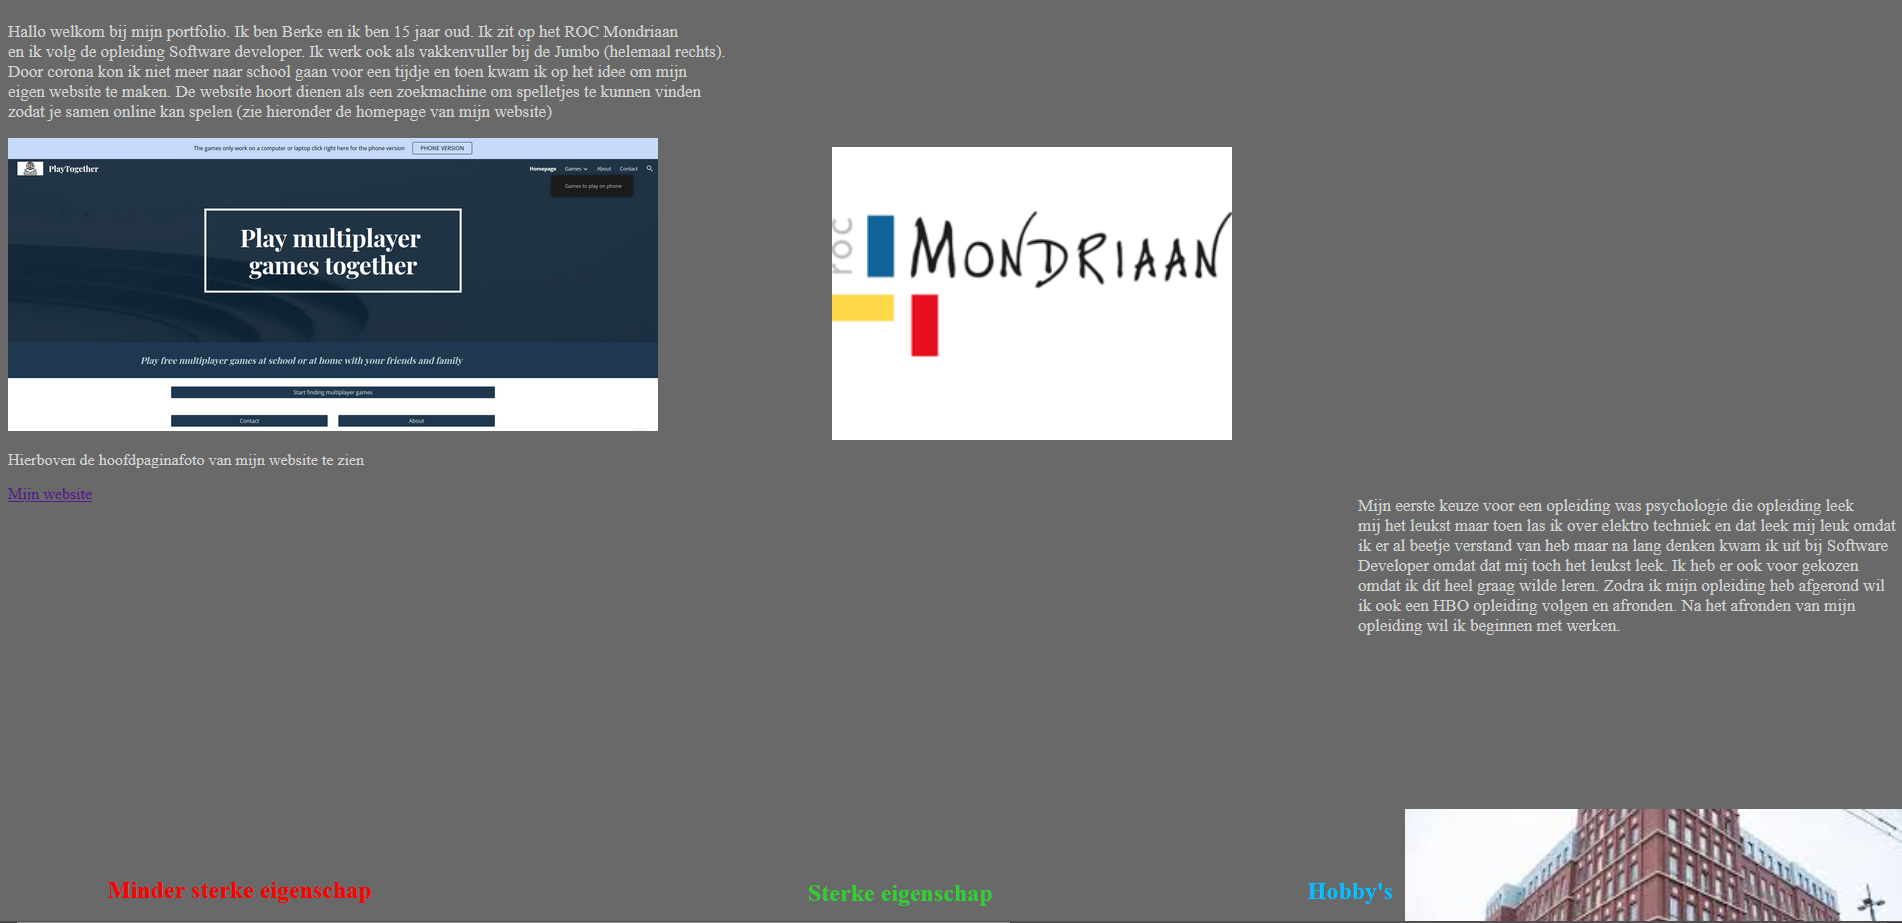 Hallo welkom bij mijn portfolio. Ik ben Berke en ik ben 15 jaar oud. Ik zit op het ROC Mondriaan
en ik volg de opleiding Software developer. Ik werk ook als vakkenvuller bij de Jumbo (helemaal rechts).
Door corona kon ik niet meer naar school gaan voor een tijdje en toen kwam ik op het idee om mijn
eigen website te maken. De website hoort dienen als een zoekmachine om spelletjes te kunnen vinden
zodat je samen online kan spelen (zie hieronder de homepage van mijn website)
The games only work on a computer or laptop click right here for the phone version PHONE VERSION
PlayTogether Homepage Games About Contact
Games to play on phone
Play multiplayer
games together
Play free multiplayer games at school or at home with your friends and family
Start finding multiplayer games
Contact About
roc MONDRIAAN
Hierboven de hoofdpaginafoto van mijn website te zien
Mijn website
Mijn eerste keuze voor een opleiding was psychologie die opleiding leek
mij het leukst maar toen las ik over elektro techniek en dat leek mij leuk omdat
ik er al beetje verstand van heb maar na lang denken kwam ik uit bij Software
Developer omdat dat mij toch het leukst leek. Ik heb er ook voor gekozen
omdat ik dit heel graag wilde leren. Zodra ik mijn opleiding heb afgerond wil
ik ook een HBO opleiding volgen en afronden. Na het afronden van mijn
opleiding wil ik beginnen met werken.
Minder sterke eigenschap
Sterke eigenschap
Hobby's